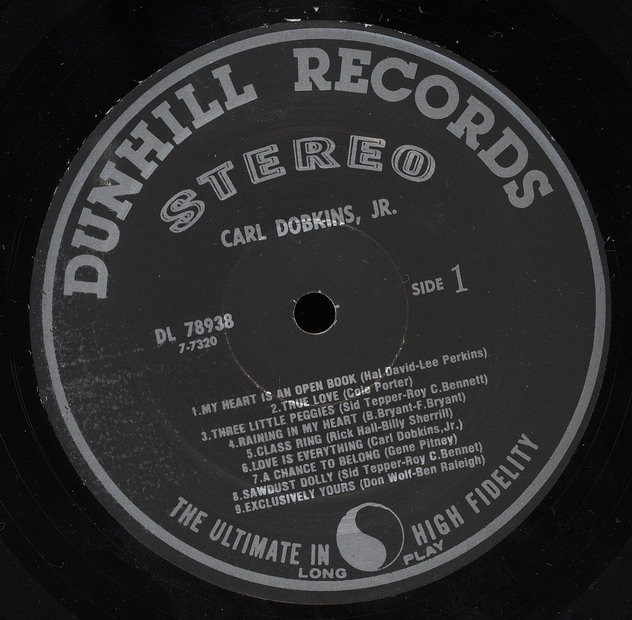 DUNHILL RECORDS
STEREO
CARL DOBKINS, JR.
SIDE 1
DL 78938
7-7320
1.MY HEART IS AN OPEN BOOK (Hal David-Lee Perkins)
2.TRUE LOVE (Cole Porter)
3.THREE LITTLE PEGGIES (Sid Tepper-Roy C.Bennett)
4.RAINING IN MY HEART (B.Bryant-F.Bryant)
5.CLASS RING (Rick Hall-Billy Sherrill)
6.LOVE IS EVERYTHING (Carl Dobkins,Jr.)
7.A CHANCE TO BELONG (Gene Pitney)
8.SAWDUST DOLLY (Sid Tepper-Roy C.Bennet)
9.EXCLUSIVELY YOURS (Don Wolf-Ben Raleigh)
THE ULTIMATE IN HIGH FIDELITY
LONG PLAY